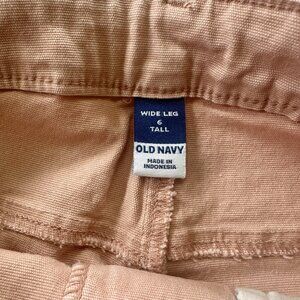 WIDE LEG
6
TALL
OLD NAVY
MADE IN
INDONESIA